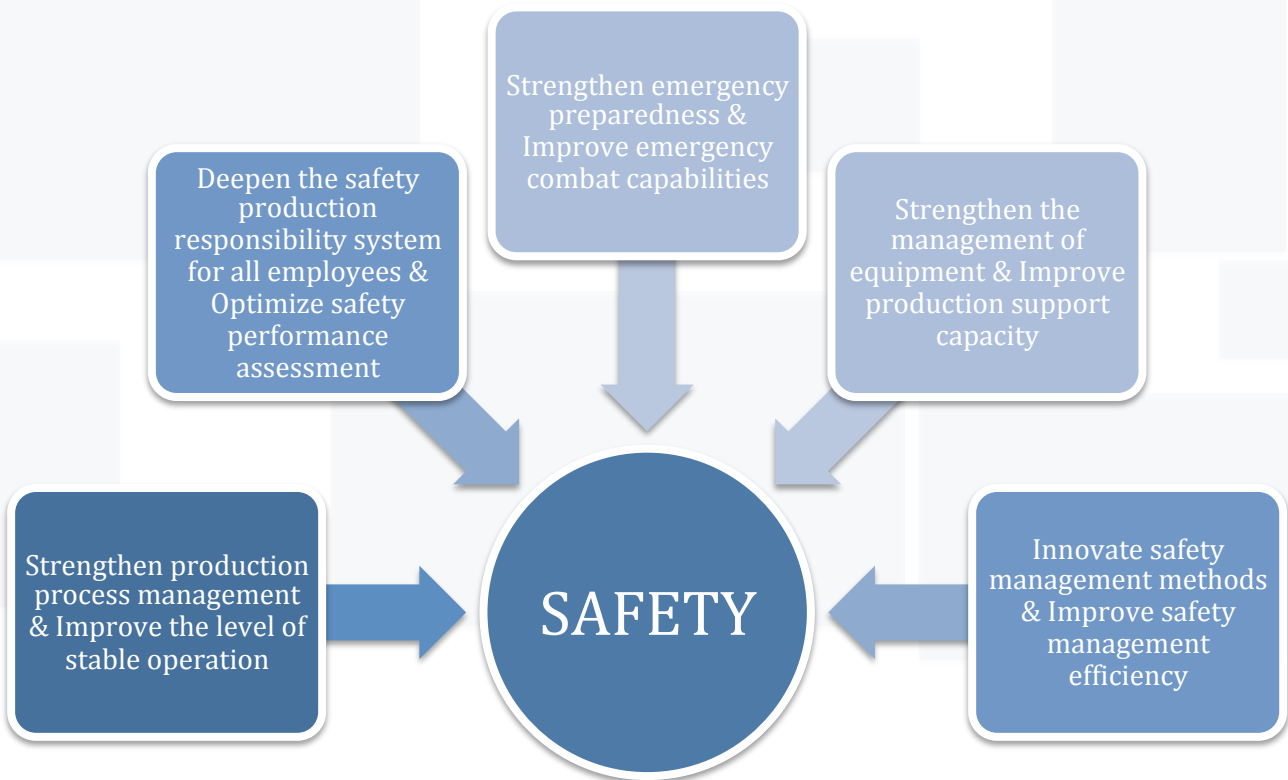 Strengthen emergency
preparedness &
Improve emergency
combat capabilities
Deepen the safety
production
responsibility system
for all employees &
Optimize safety
performance
assessment
Strengthen the
management of
equipment & Improve
production support
capacity
Strengthen production
process management
& Improve the level of
stable operation
SAFETY
Innovate safety
management methods
& Improve safety
management
efficiency